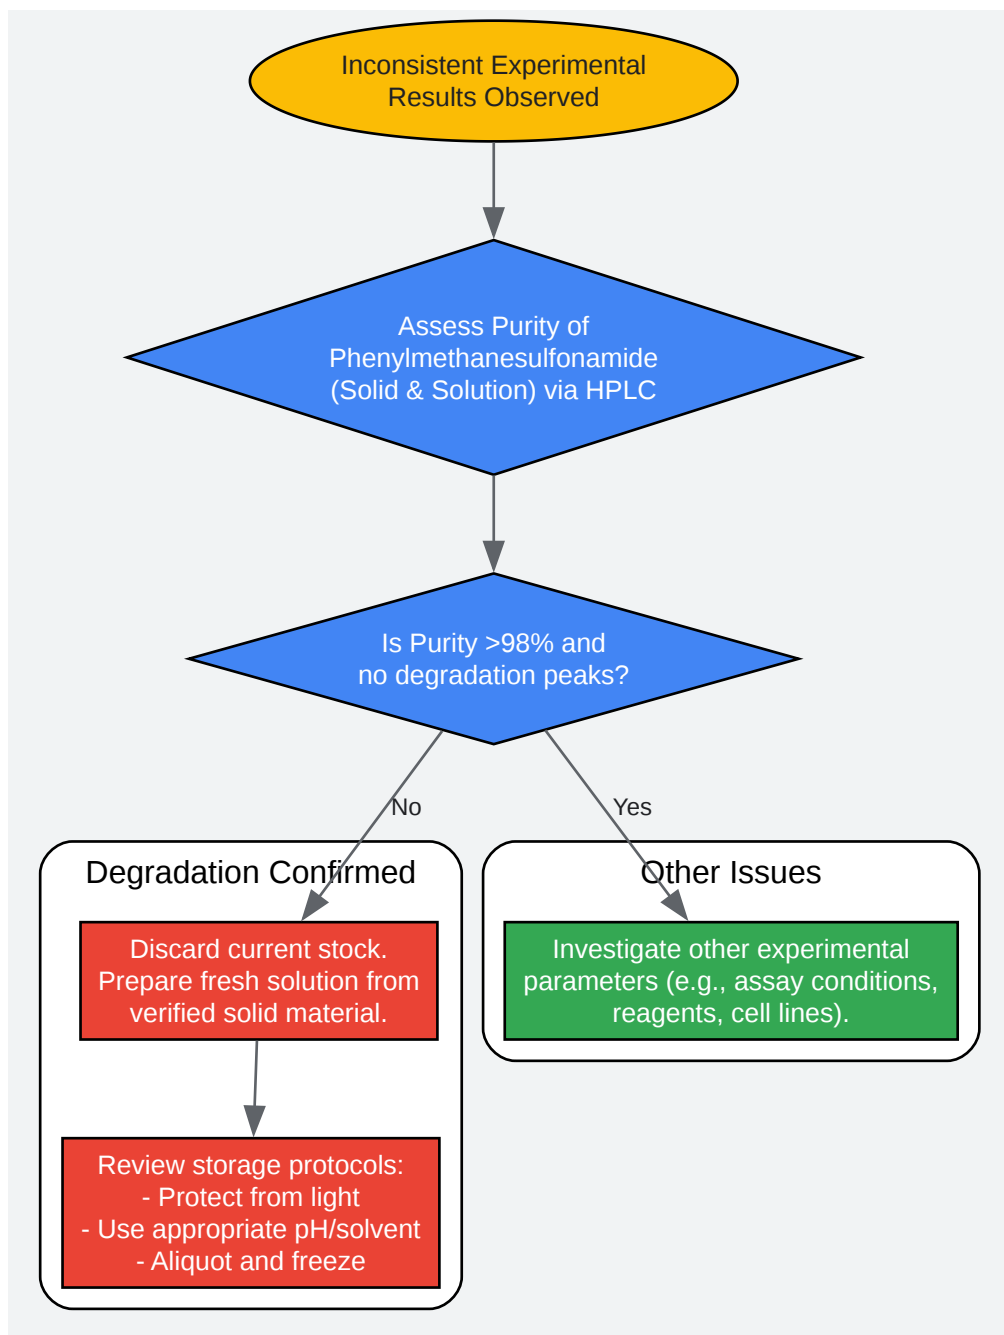 Inconsistent Experimental
Results Observed
Assess Purity of
Phenylmethanesulfonamide
(Solid & Solution) via HPLC
Is Purity >98% and
no degradation peaks?
No
Yes
Degradation Confirmed
Discard current stock.
Prepare fresh solution from
verified solid material.
Review storage protocols:
- Protect from light
- Use appropriate pH/solvent
- Aliquot and freeze
Other Issues
Investigate other experimental
parameters (e.g., assay conditions,
reagents, cell lines).